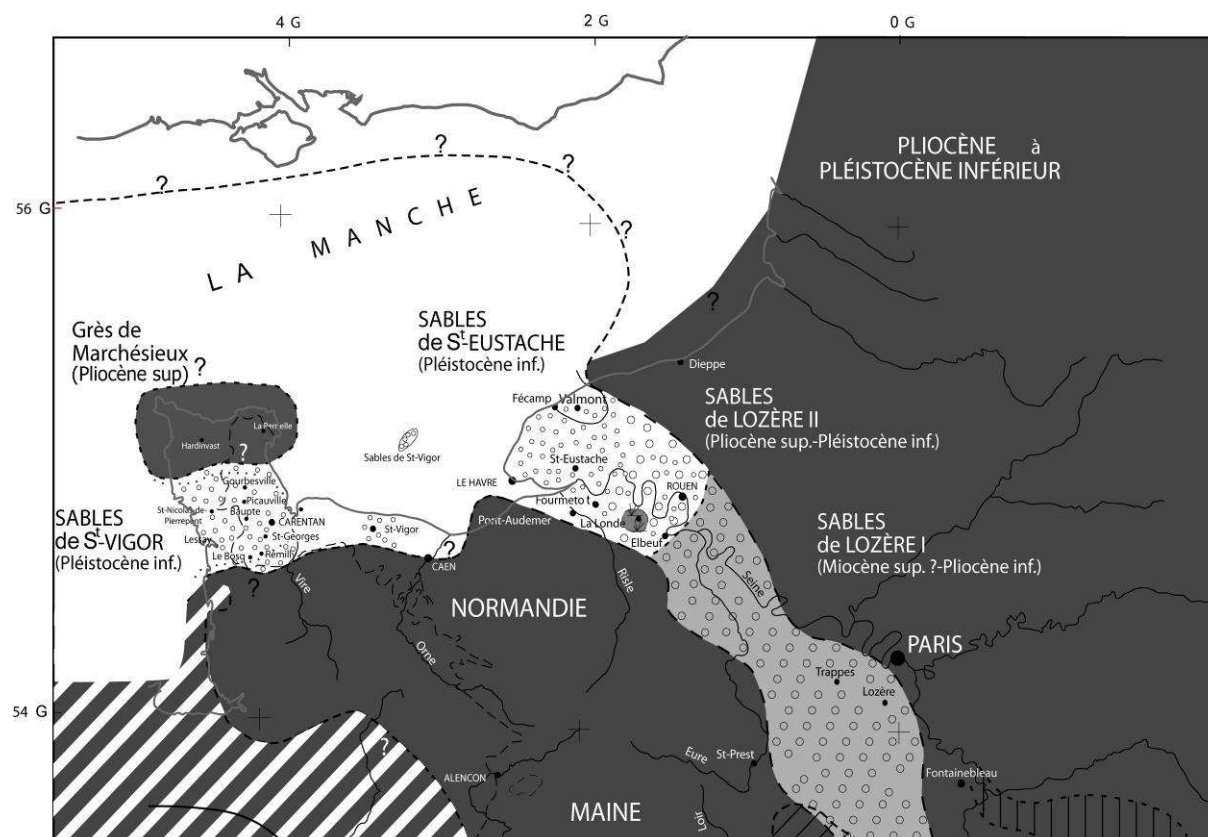 4 G
2 G
0 G
56 G
54 G
PLIOCÈNE à
PLÉISTOCÈNE INFÉRIEUR
?
?
?
?
?
LA MANCHE
SABLES
de St-EUSTACHE
(Pléistocène inf.)
Grès de
Marchésieux ?
(Pliocène sup)
Dieppe
Fécamp
Valmont
SABLES
de LOZÈRE II
(Pliocène sup.-Pléistocène inf.)
Hardinvast
?
Sables de St-Vigor
St-Eustache
LE HAVRE
ROUEN
Gourbesville
Picauville
St-Nicolas-de-
Pierrepont
Baupte
CARENTAN
St-Georges
Lessay
Le Bosq
Rémilly
St-Vigor
Pont-Audemer
La Londe
?
Elbeuf
SABLES
de St-VIGOR
(Pléistocène inf.)
SABLES
de LOZÈRE I
(Miocène sup. ?-Pliocène inf.)
?
CAEN
?
Vire
NORMANDIE
Risle
Seine
PARIS
Orne
Trappes
Lozère
?
ALENCON
Eure
St-Prest
Fontainebleau
MAINE
Loir